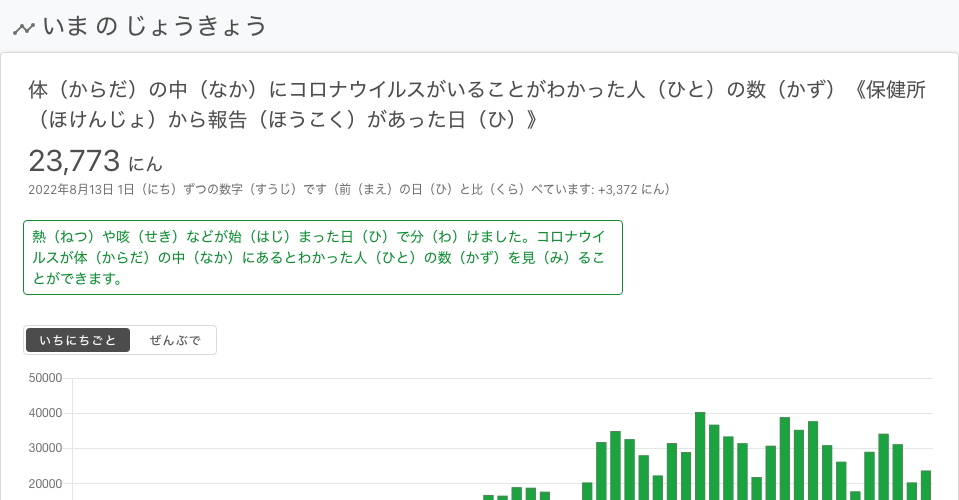 いま の じょうきょう
体（からだ）の中（なか）にコロナウイルスがいることがわかった人（ひと）の数（かず）《保健所
（ほけんじょ）から報告（ほうこく）があった日（ひ）》
23,773 にん
2022年8月13日 1日（にち）ずつの数字（すうじ）です（前（まえ）の日（ひ）と比（くら）べています: +3,372 にん）
熱（ねつ）や咳（せき）などが始（はじ）まった日（ひ）で分（わ）けました。コロナウイ
ルスが体（からだ）の中（なか）にあるとわかった人（ひと）の数（かず）を見（み）るこ
とができます。
いちにちごと ぜんぶで
50000
40000
30000
20000